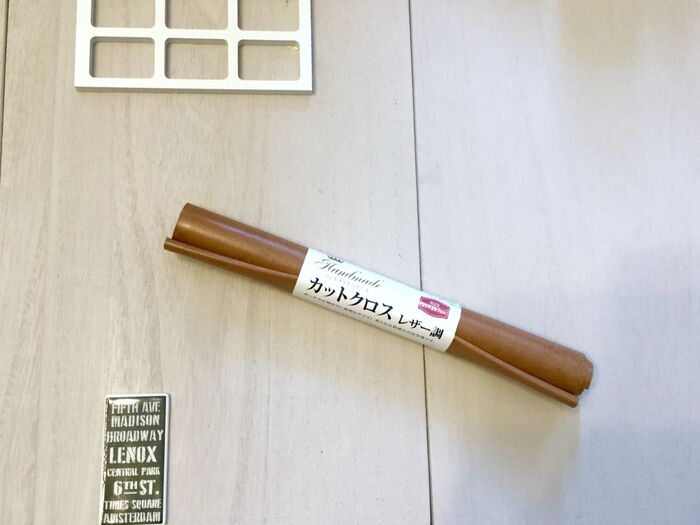 Handmade
カットクロス レザー調
FIFTH AVE
MADISON
BROADWAY
LENOX
CENTRAL PARK
6TH ST.
TIMES SQUARE
AMSTERDAM